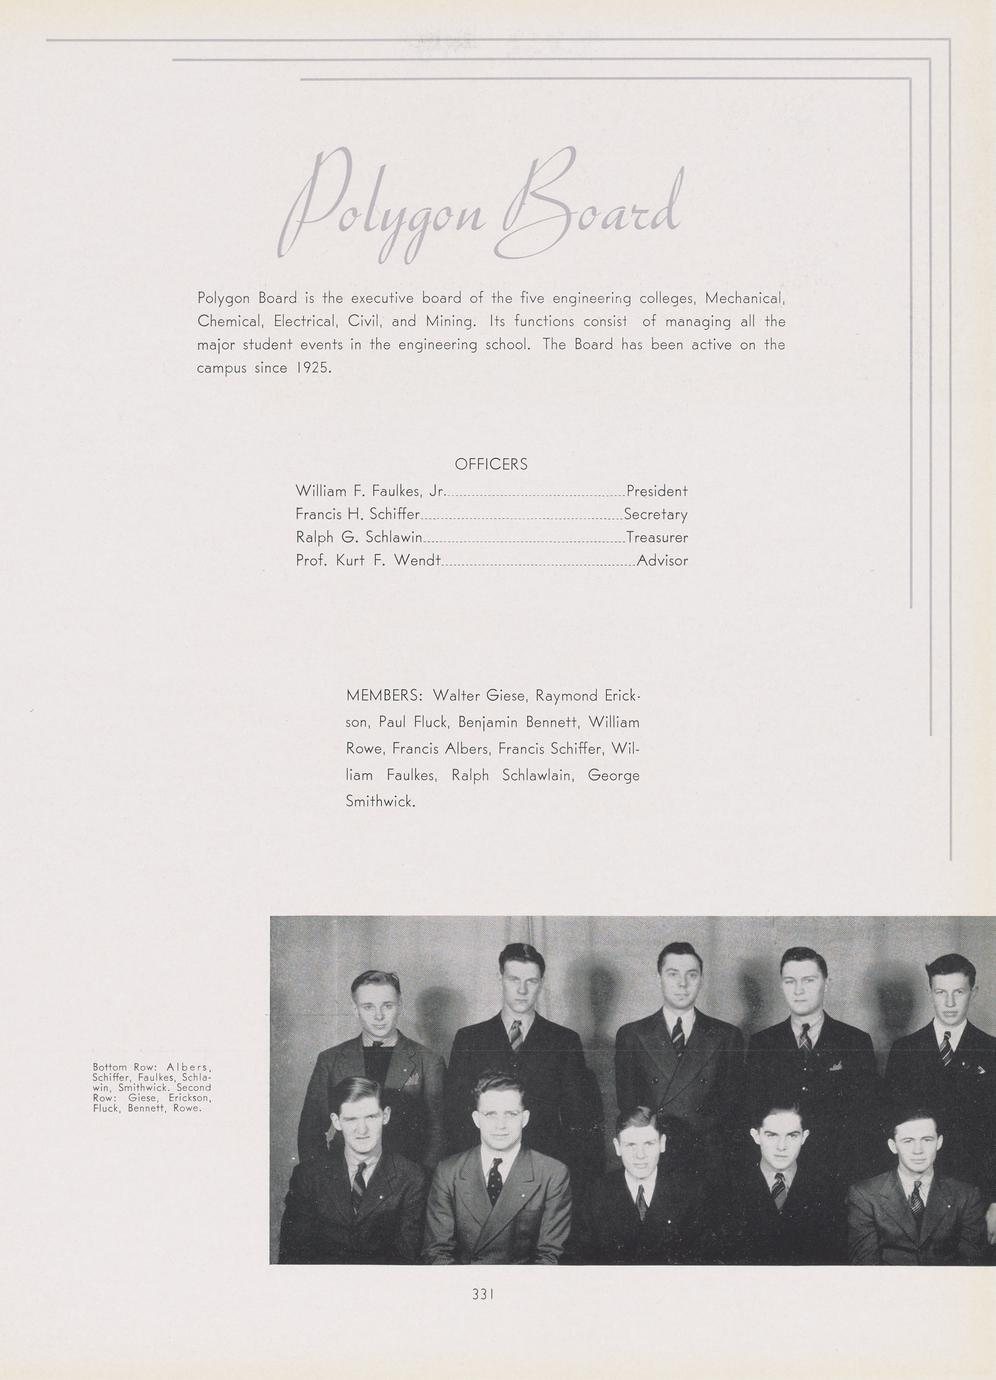 Polygon Board
Polygon Board is the executive board of the five engineering colleges, Mechanical,
Chemical, Electrical, Civil, and Mining. Its functions consist of managing all the
major student events in the engineering school. The Board has been active on the
campus since 1925.
OFFICERS
William F. Faulkes, Jr.....President
Francis H. Schiffer.....Secretary
Ralph G. Schlawin.....Treasurer
Prof. Kurt F. Wendt.....Advisor
MEMBERS: Walter Giese, Raymond Erick-
son, Paul Fluck, Benjamin Bennett, William
Rowe, Francis Albers, Francis Schiffer, Wil-
liam Faulkes, Ralph Schlawlain, George
Smithwick.
Bottom Row: Albers,
Schiffer, Faulkes, Schla-
win, Smithwick. Second
Row: Giese, Erickson,
Fluck, Bennett, Rowe.
331